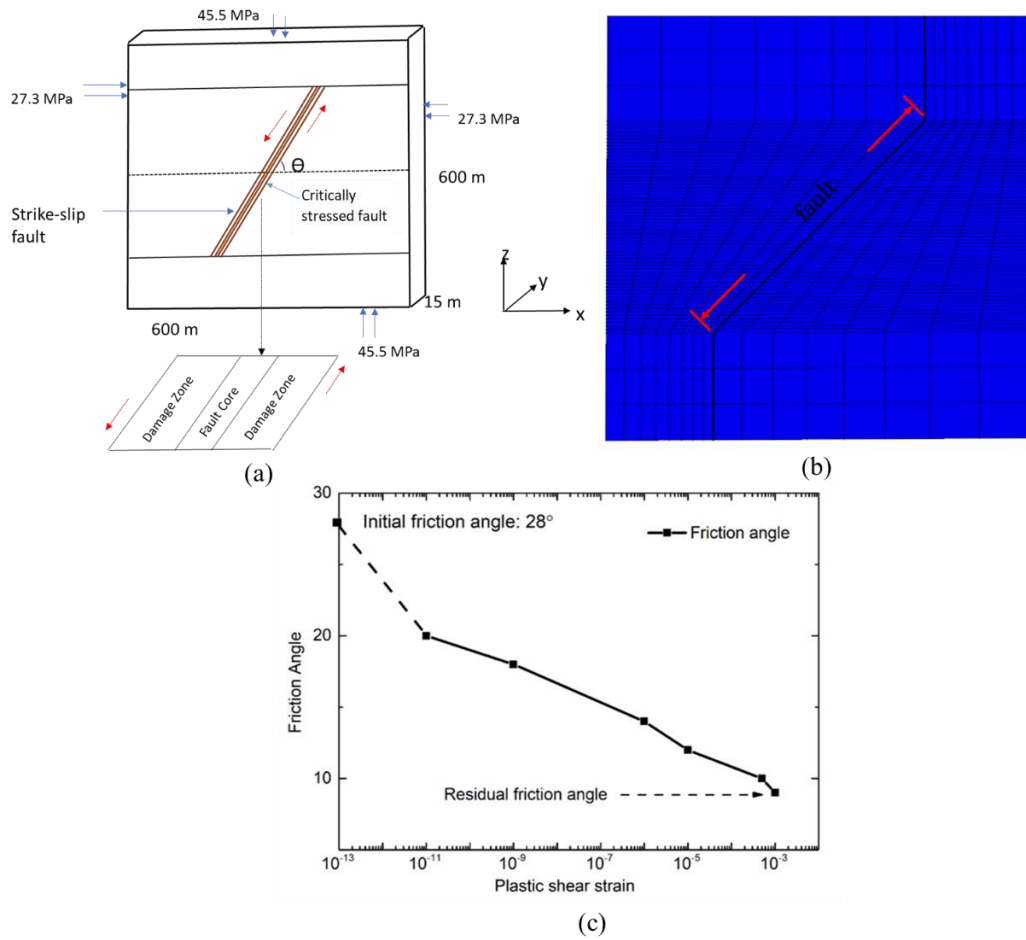 45.5 MPa
27.3 MPa
27.3 MPa
Θ
600 m
Critically
stressed fault
Strike-slip
fault
15 m
600 m
45.5 MPa
z
y
x
Damage Zone
Fault Core
Damage Zone
(a)
fault
(b)
30
Initial friction angle: 28°
Friction angle
20
Friction Angle
10
Residual friction angle
10⁻¹³ 10⁻¹¹ 10⁻⁹ 10⁻⁷ 10⁻⁵ 10⁻³
Plastic shear strain
(c)